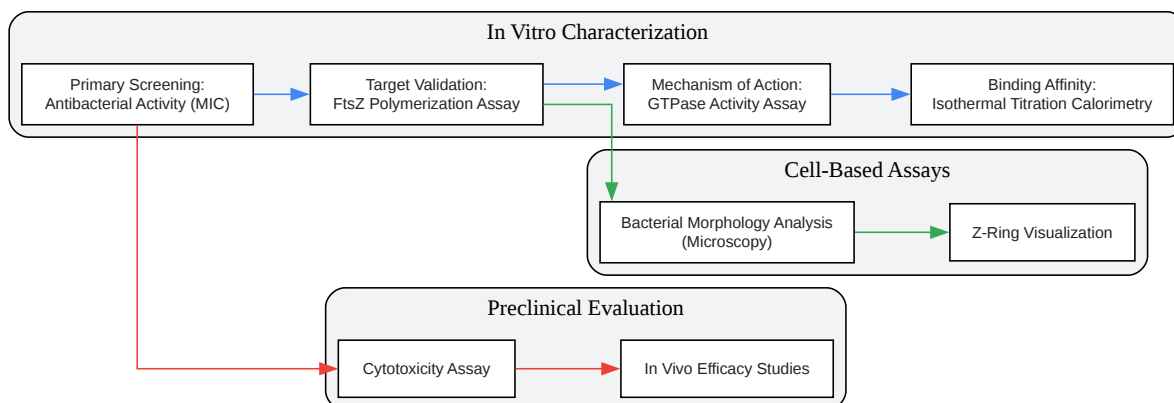 In Vitro Characterization
Primary Screening:
Antibacterial Activity (MIC)
Target Validation:
FtsZ Polymerization Assay
Mechanism of Action:
GTPase Activity Assay
Binding Affinity:
Isothermal Titration Calorimetry
Cell-Based Assays
Bacterial Morphology Analysis
(Microscopy)
Z-Ring Visualization
Preclinical Evaluation
Cytotoxicity Assay
In Vivo Efficacy Studies